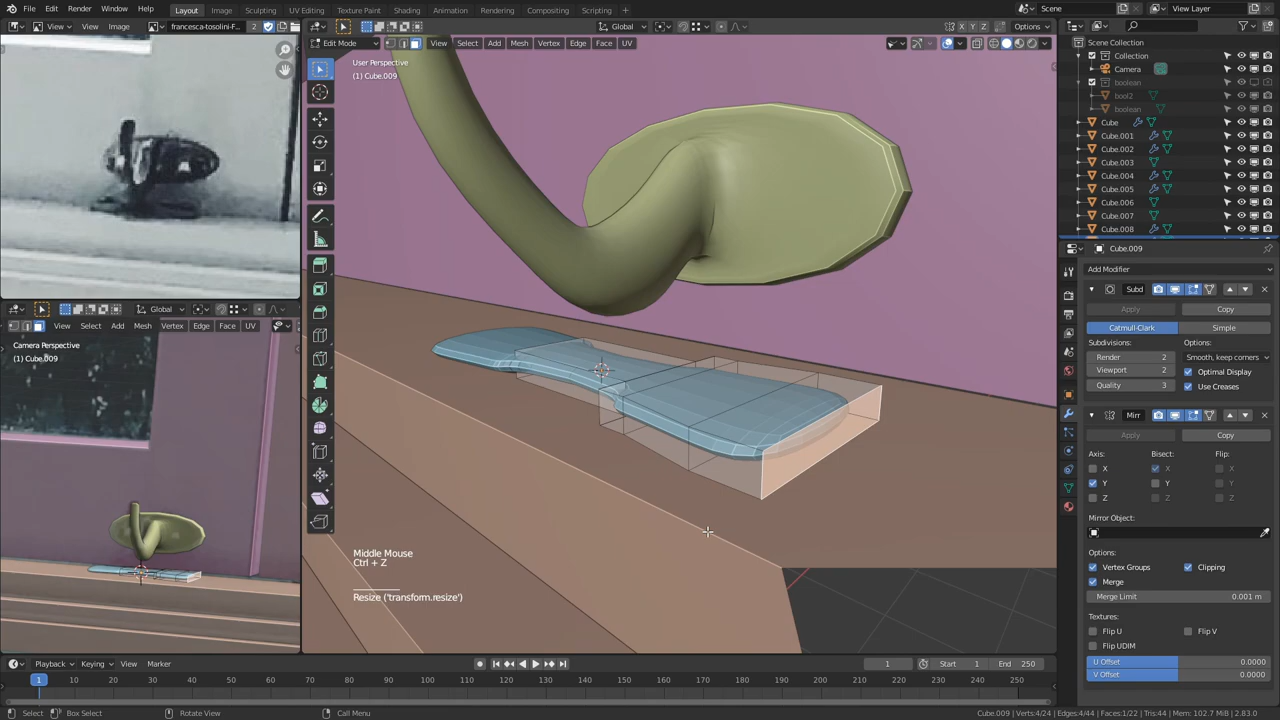 File Edit Render Window Help Layout Image Sculpting UV Editing Texture Paint Shading Animation Rendering Compositing Scripting Scene View Layer
View Image francesca-tosolini-F... 2
Global Options
Edit Mode View Select Add Mesh Vertex Edge Face UV
User Perspective
(1) Cube.009
Scene Collection
Collection
Camera
boolean
bool2
boolean
Cube
Cube.001
Cube.002
Cube.003
Cube.004
Cube.005
Cube.006
Cube.007
Cube.008
Cube.009
Add Modifier
Subd
Apply Copy
Catmull-Clark Simple
Subdivisions:
Render 2 Smooth, keep corners
Viewport 2 Optimal Display
Quality 3 Use Creases
Mirr
Apply Copy
Axis: Bisect: Flip:
X X X
Y Y Y
Z Z Z
Mirror Object:
Options:
Vertex Groups Clipping
Merge
Merge Limit 0.001 m
Textures:
Flip U Flip V
Flip UDIM
U Offset 0.0000
V Offset 0.0000
Global
View Select Add Mesh Vertex Edge Face UV
Camera Perspective
(1) Cube.009
Middle Mouse
Ctrl + Z
Resize ('transform.resize')
Playback Keying View Marker 1 Start 1 End 250
1 10 20 30 40 50 60 70 80 90 100 110 120 130 140 150 160 170 180 190 200 210 220 230 240 250
Select Box Select Rotate View Call Menu Cube.009 | Verts:4/24 | Edges:4/44 | Faces:1/22 | Tris:44 | Mem: 102.7 MiB | 2.83.0